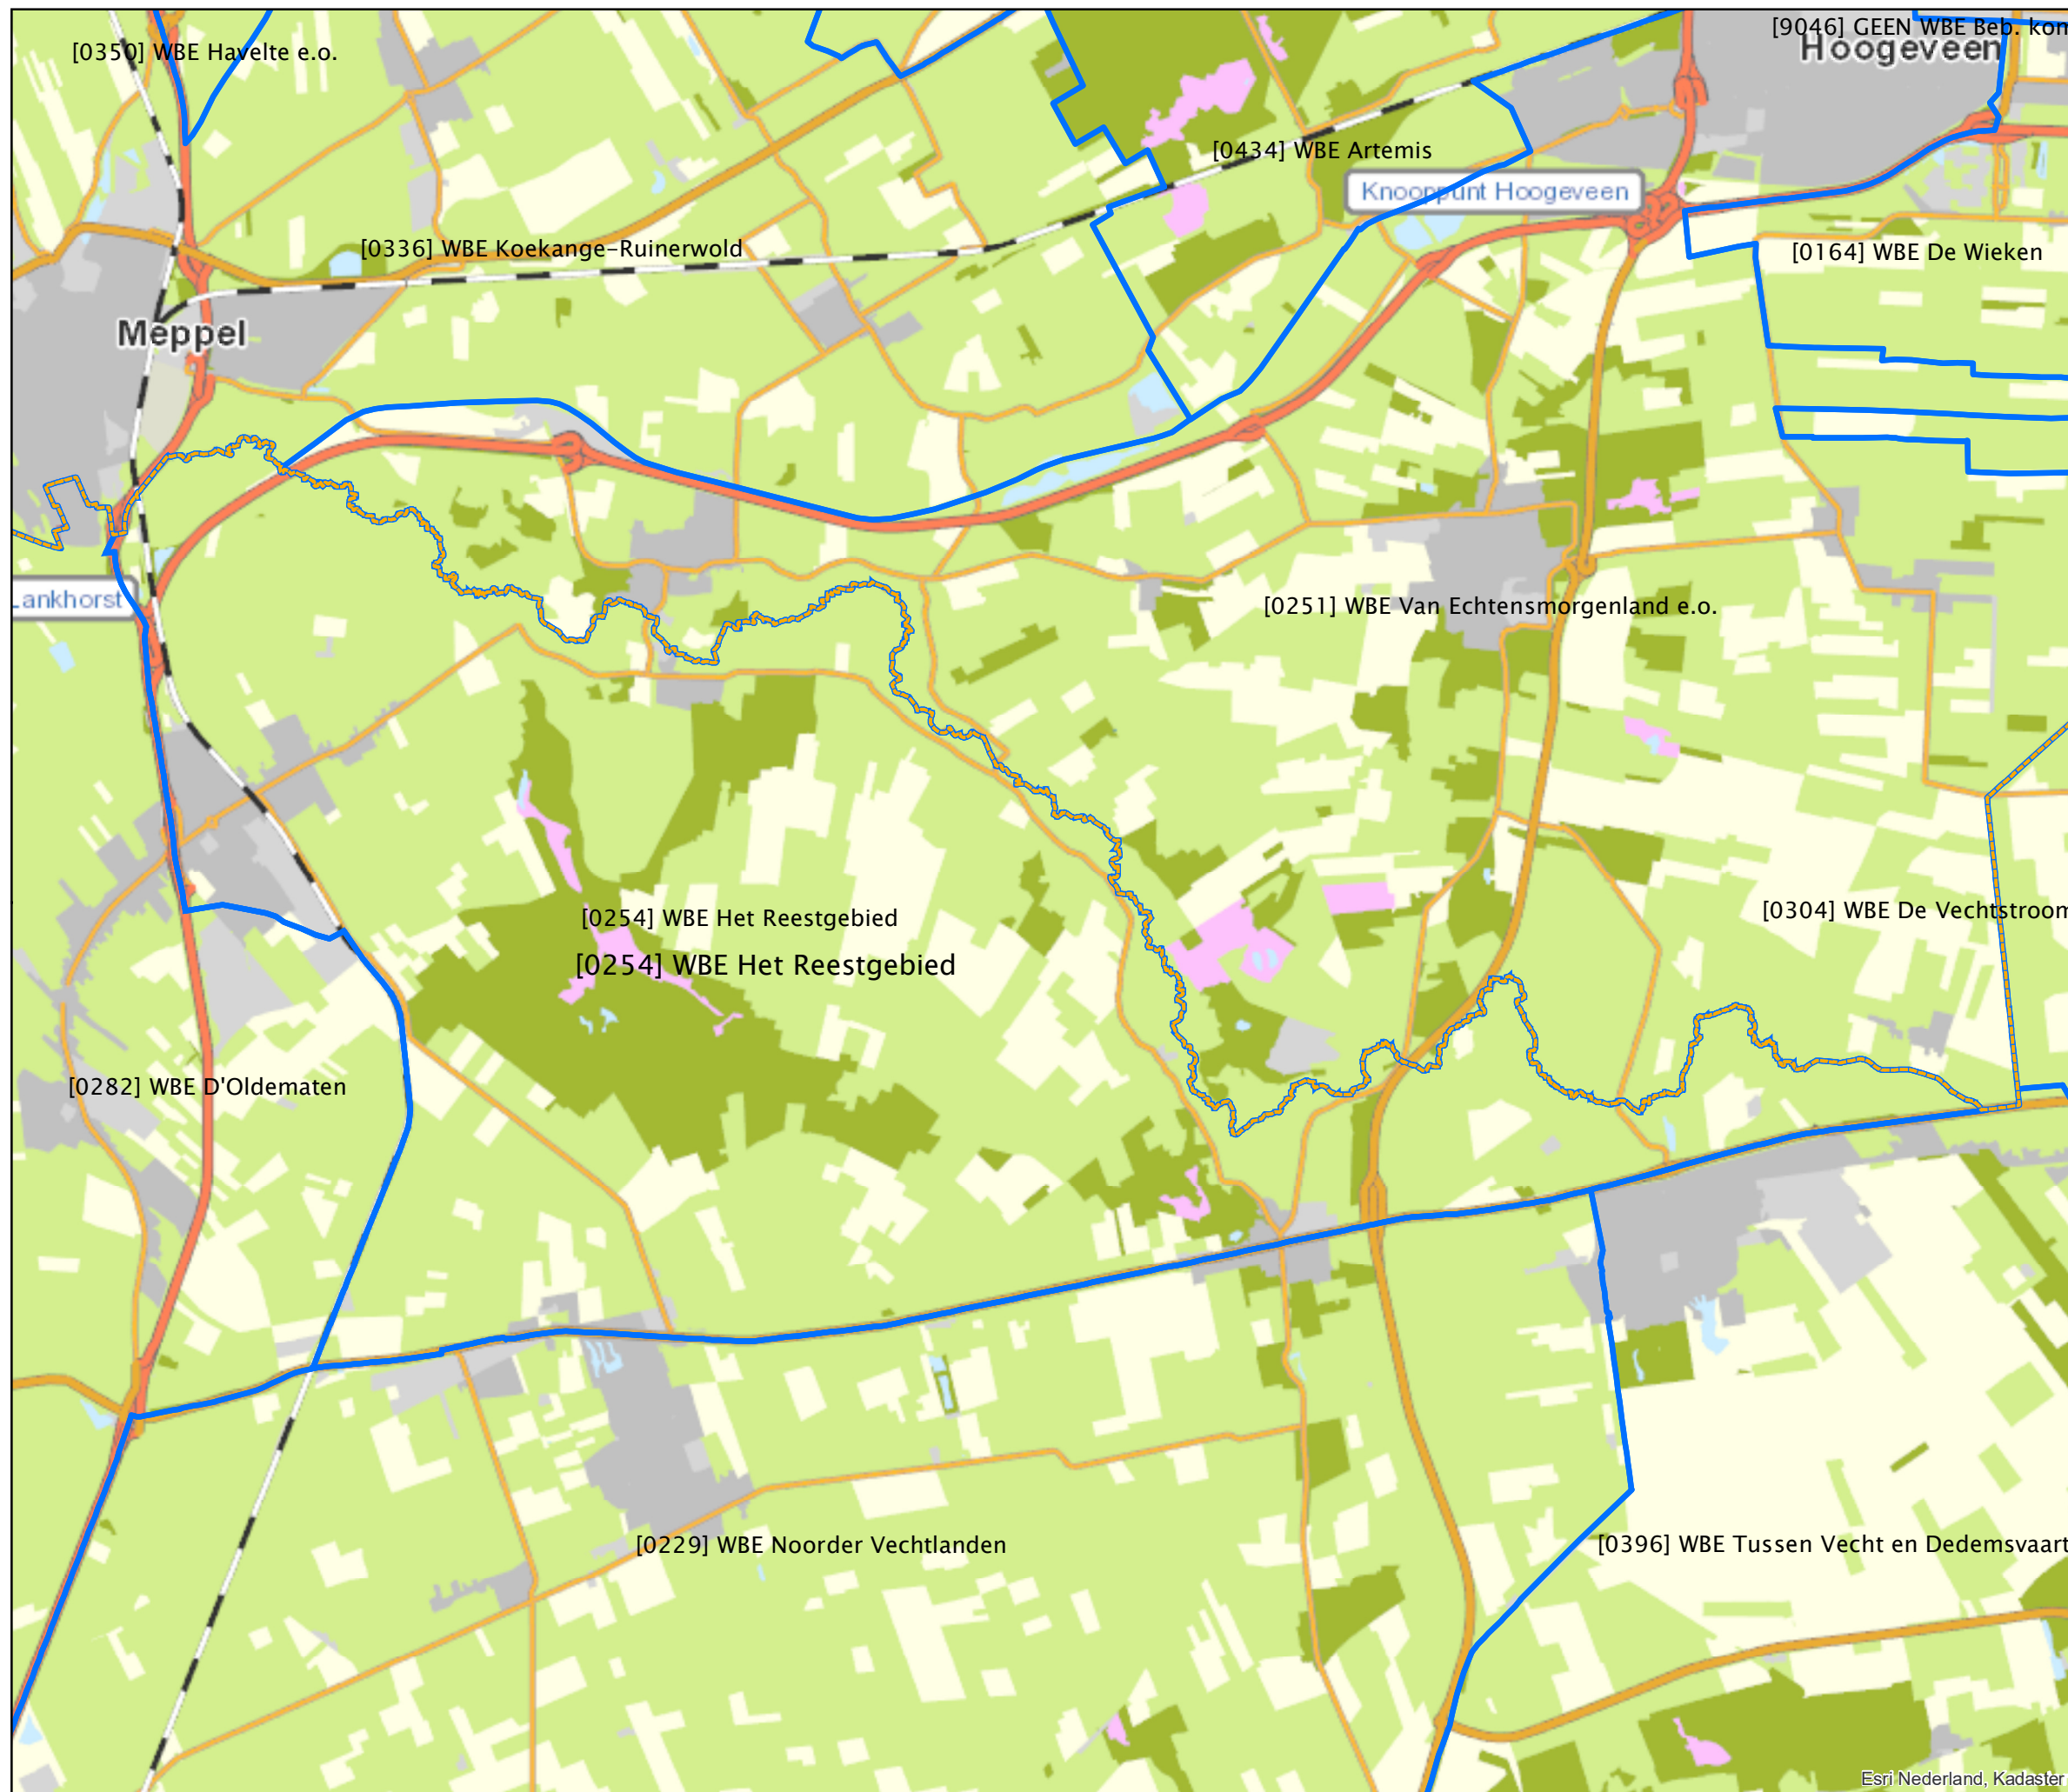 [9046] GEEN WBE Beb. kom
Hoogeveen
[0350] WBE Havelte e.o.
[0434] WBE Artemis
Knooppunt Hoogeveen
[0336] WBE Koekange-Ruinerwold
[0164] WBE De Wieken
Meppel
Lankhorst
[0251] WBE Van Echtensmorgenland e.o.
[0304] WBE De Vechtstroom
[0254] WBE Het Reestgebied
[0254] WBE Het Reestgebied
[0282] WBE D'Oldematen
[0229] WBE Noorder Vechtlanden
[0396] WBE Tussen Vecht en Dedemsvaart
Esri Nederland, Kadaster